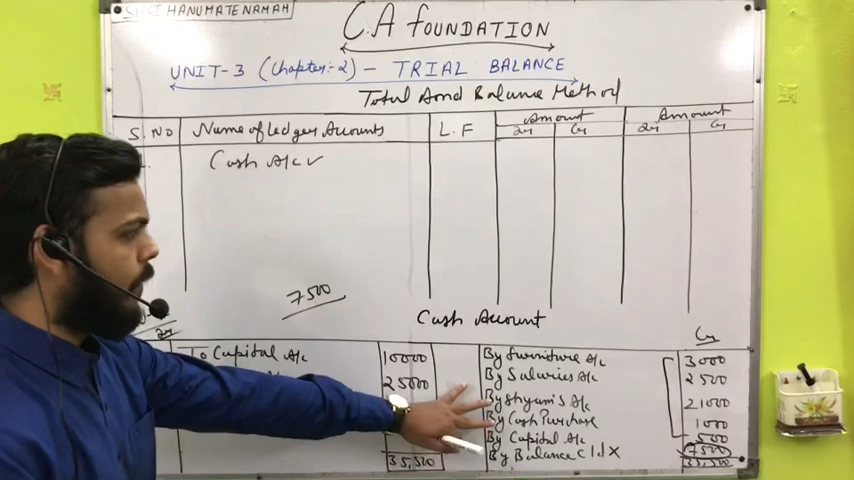 SHRI HANUMATE NAMAH
C.A FOUNDATION
UNIT-3 (Chapter:-2) - TRIAL BALANCE
Total And Balance Method
S.NO Name of Ledger Accounts L.F Amount Amount
Dr Cr Dr Cr
Cash A/c ✓
7500
Cash Account
Dr Cr
To Capital A/c 10000 By Furniture A/c 3000
25000 By Salaries A/c 2500
By Shyam's A/c 21000
By Cash Purchase 1000
By Capital A/c 500
35,500 By Balance C/d X 7500
35,500